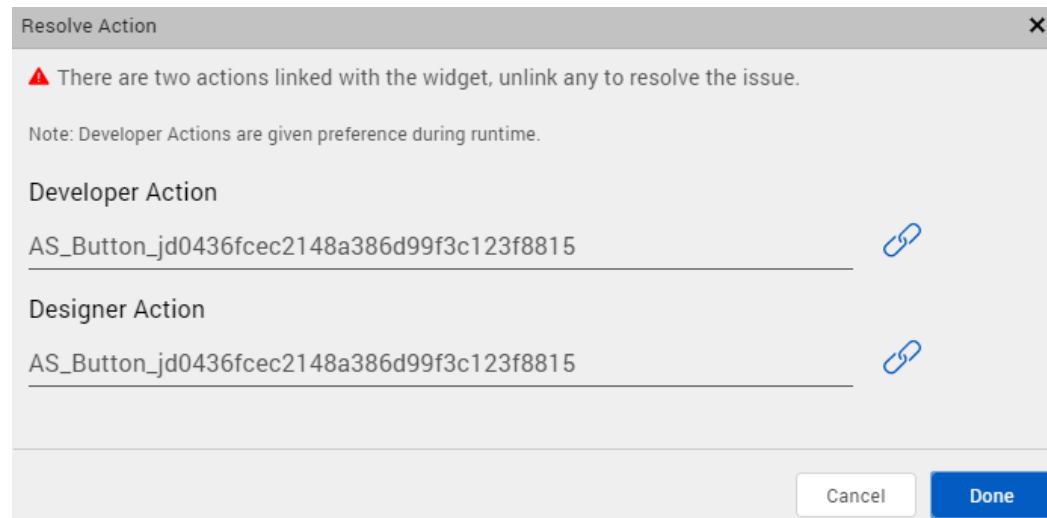 Resolve Action
There are two actions linked with the widget, unlink any to resolve the issue.
Note: Developer Actions are given preference during runtime.
Developer Action
AS_Button_jd0436fcec2148a386d99f3c123f8815
Designer Action
AS_Button_jd0436fcec2148a386d99f3c123f8815
Cancel Done